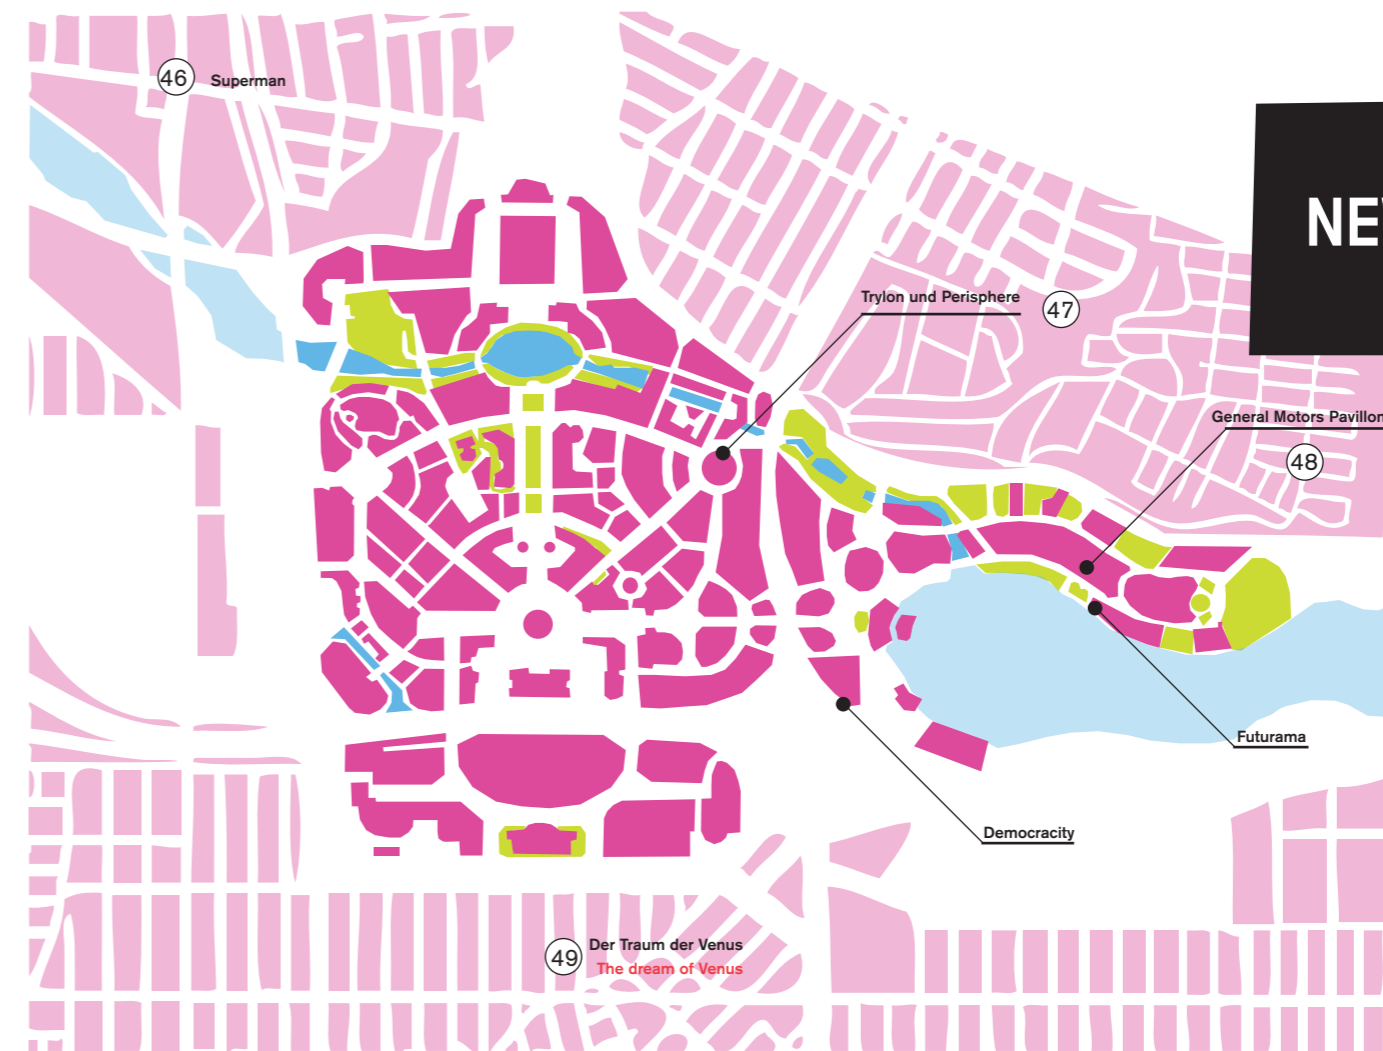 46 Superman
NE
Trylon und Perisphere 47
General Motors Pavillon
48
Futurama
Democracity
49 Der Traum der Venus
The dream of Venus